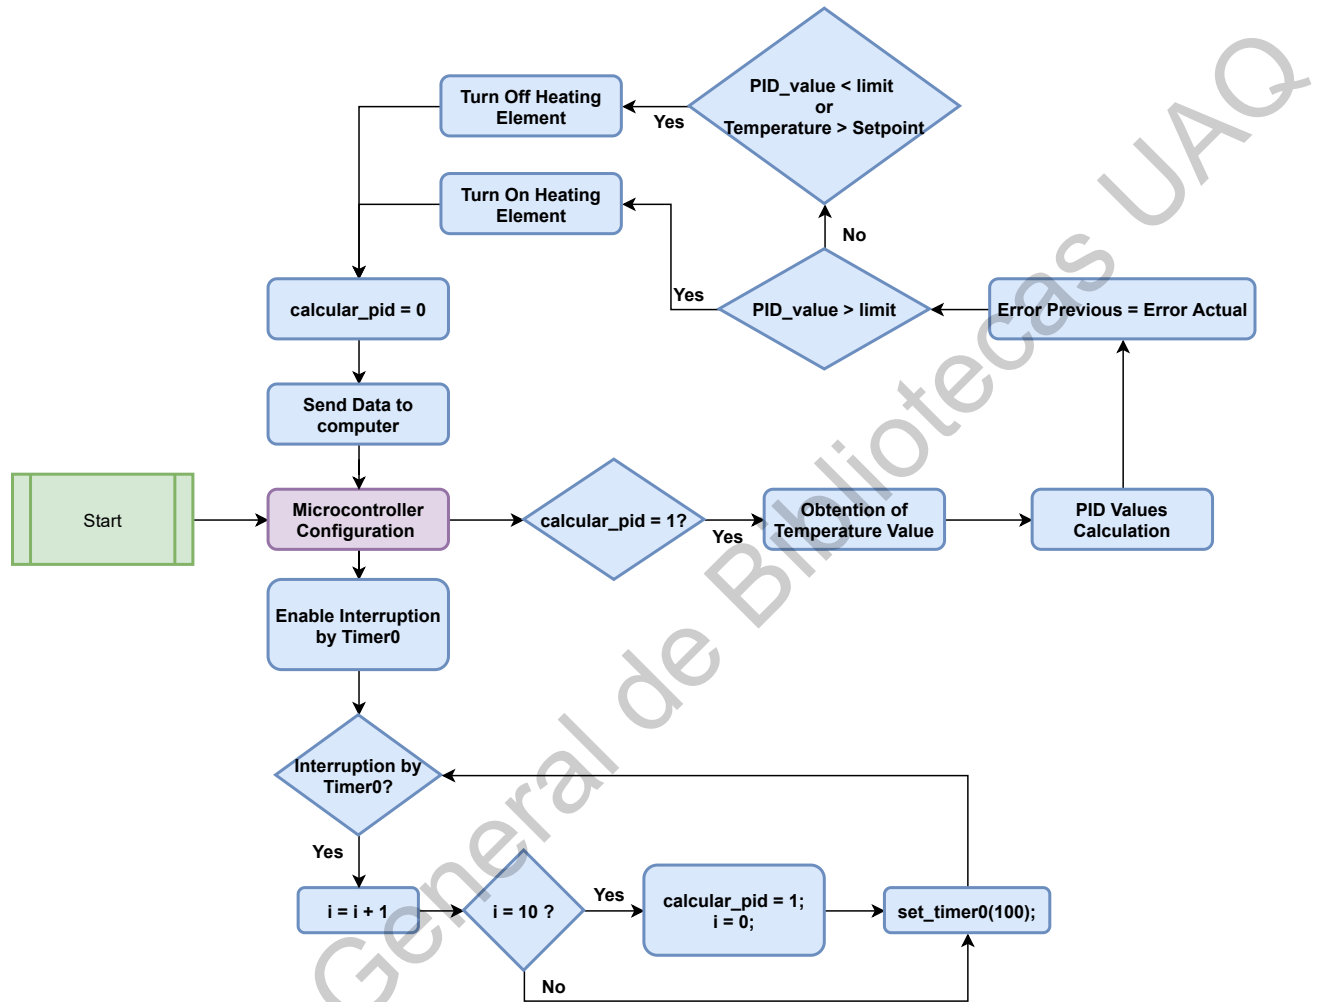 PID_value < limit
or
Temperature > Setpoint
Turn Off Heating
Element
Yes
Turn On Heating
Element
No
Yes
calcular_pid = 0
PID_value > limit
Error Previous = Error Actual
Send Data to
computer
Start
Microcontroller
Configuration
calcular_pid = 1?
Yes
Obtention of
Temperature Value
PID Values
Calculation
Enable Interruption
by Timer0
Interruption by
Timer0?
Yes
i = i + 1
i = 10 ?
Yes
calcular_pid = 1;
i = 0;
set_timer0(100);
No
General de Bibliotecas UAQ